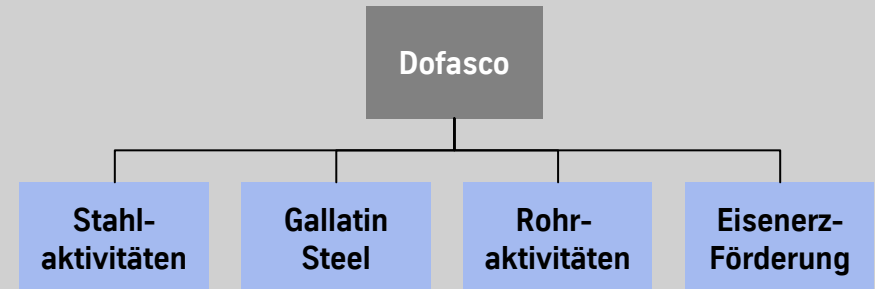 Dofasco
Stahl-
aktivitäten
Gallatin
Steel
Rohr-
aktivitäten
Eisenerz-
Förderung